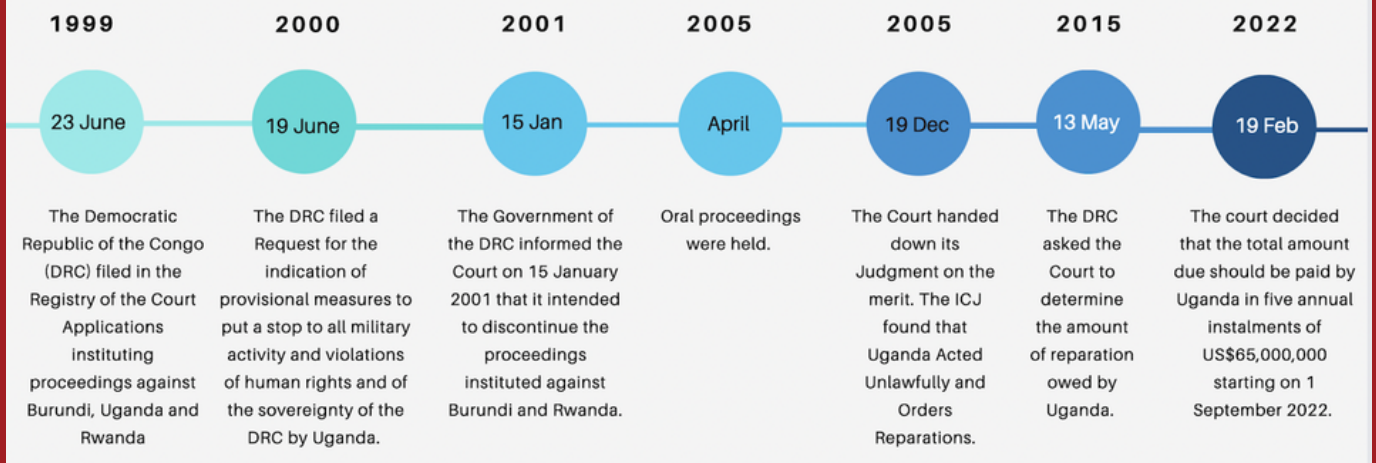 1999
23 June
The Democratic
Republic of the Congo
(DRC) filed in the
Registry of the Court
Applications
instituting
proceedings against
Burundi, Uganda and
Rwanda
2000
19 June
The DRC filed a
Request for the
indication of
provisional measures to
put a stop to all military
activity and violations
of human rights and of
the sovereignty of the
DRC by Uganda.
2001
15 Jan
The Government of
the DRC informed the
Court on 15 January
2001 that it intended
to discontinue the
proceedings
instituted against
Burundi and Rwanda.
2005
April
Oral proceedings
were held.
2005
19 Dec
The Court handed
down its
Judgment on the
merit. The ICJ
found that
Uganda Acted
Unlawfully and
Orders
Reparations.
2015
13 May
The DRC
asked the
Court to
determine
the amount
of reparation
owed by
Uganda.
2022
19 Feb
The court decided
that the total amount
due should be paid by
Uganda in five annual
instalments of
US$65,000,000
starting on 1
September 2022.